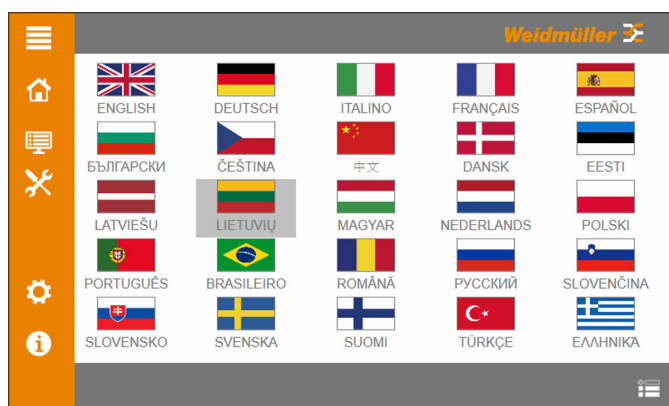 Weidmüller
ENGLISH DEUTSCH ITALINO FRANÇAIS ESPAÑOL
БЪЛГАРСКИ ČEŠTINA 中文 DANSK EESTI
LATVIEŠU LIETUVIŲ MAGYAR NEDERLANDS POLSKI
PORTUGUÊS BRASILEIRO ROMÂNĂ РУССКИЙ SLOVENČINA
SLOVENSKO SVENSKA SUOMI TÜRKÇE ΕΛΛΗΝΙΚΆ